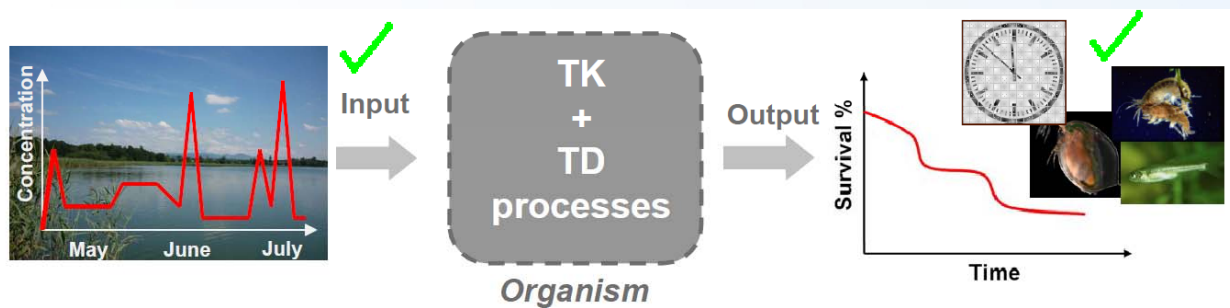 Concentration
May
June
July
Input
TK
+
TD
processes
Organism
Output
Survival %
Time